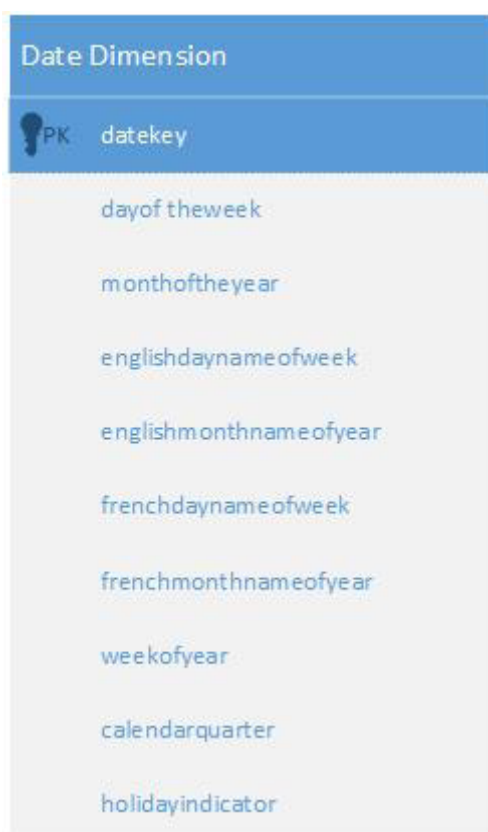 Date Dimension
PK datekey
dayof theweek
monthoftheyear
englishdaynameofweek
englishmonthnameofyear
frenchdaynameofweek
frenchmonthnameofyear
weekofyear
calendarquarter
holidayindicator